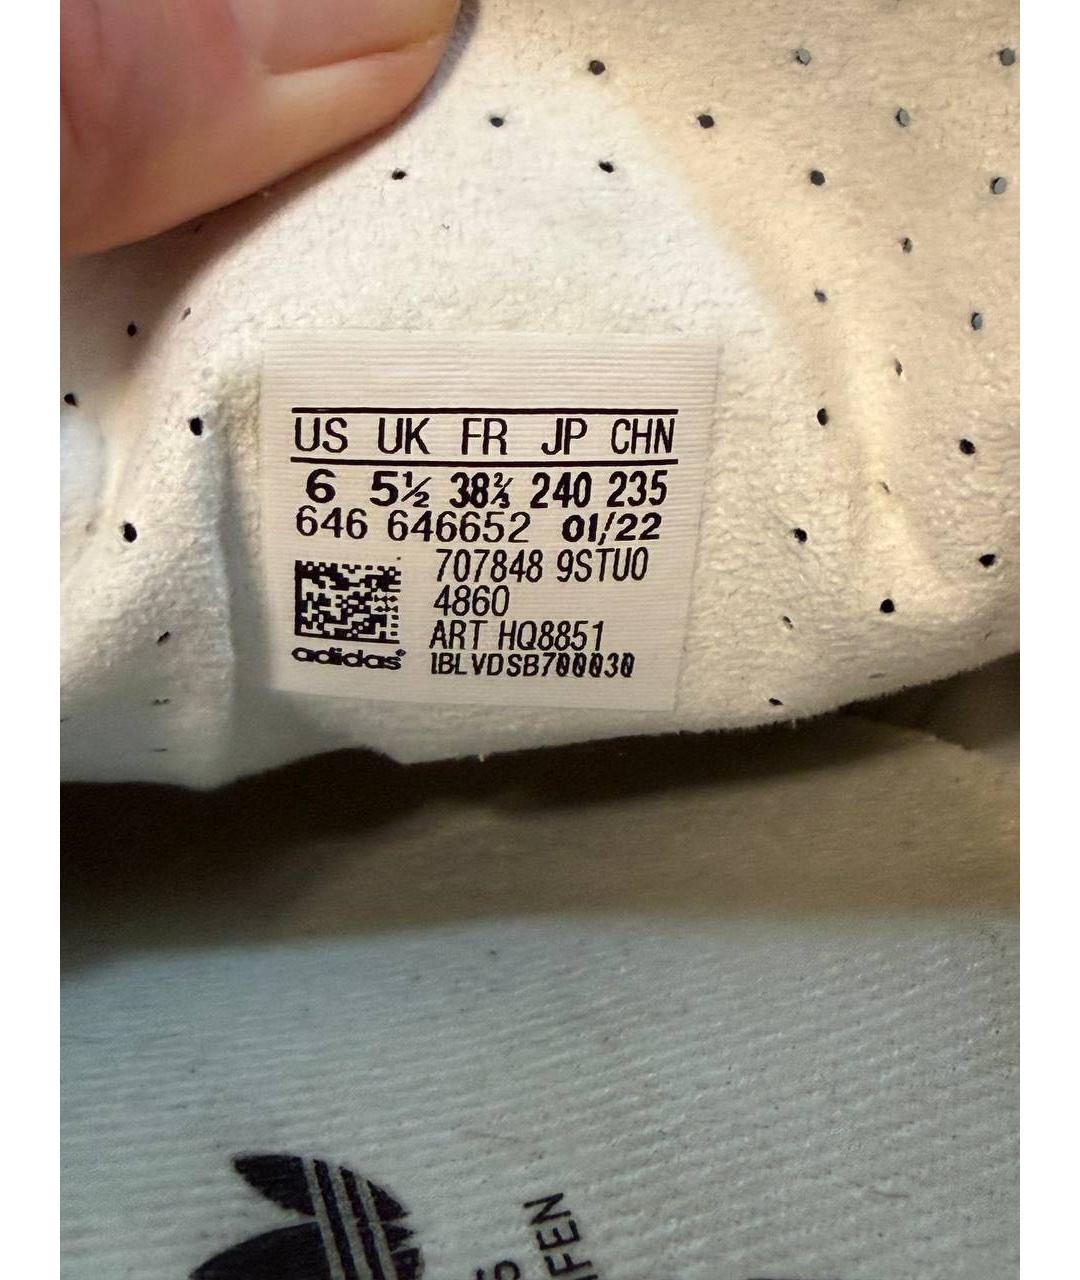 US UK FR JP CHN
6 5½ 38⅔ 240 235
646 646652 01/22
707848 9STU0
4860
ART HQ8851
adidas
1BLVDSB700030